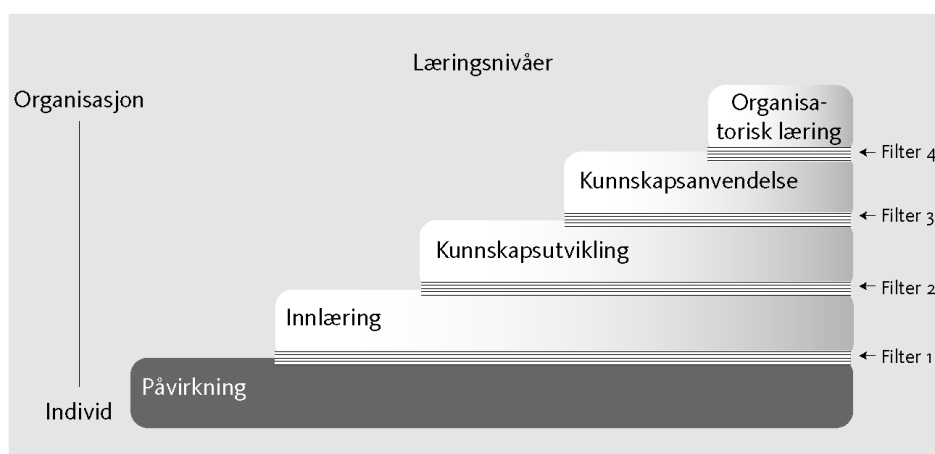 Læringsnivåer
Organisasjon
Organisa-
torisk læring
← Filter 4
Kunnskapsanvendelse
← Filter 3
Kunnskapsutvikling
← Filter 2
Innlæring
← Filter 1
Påvirkning
Individ